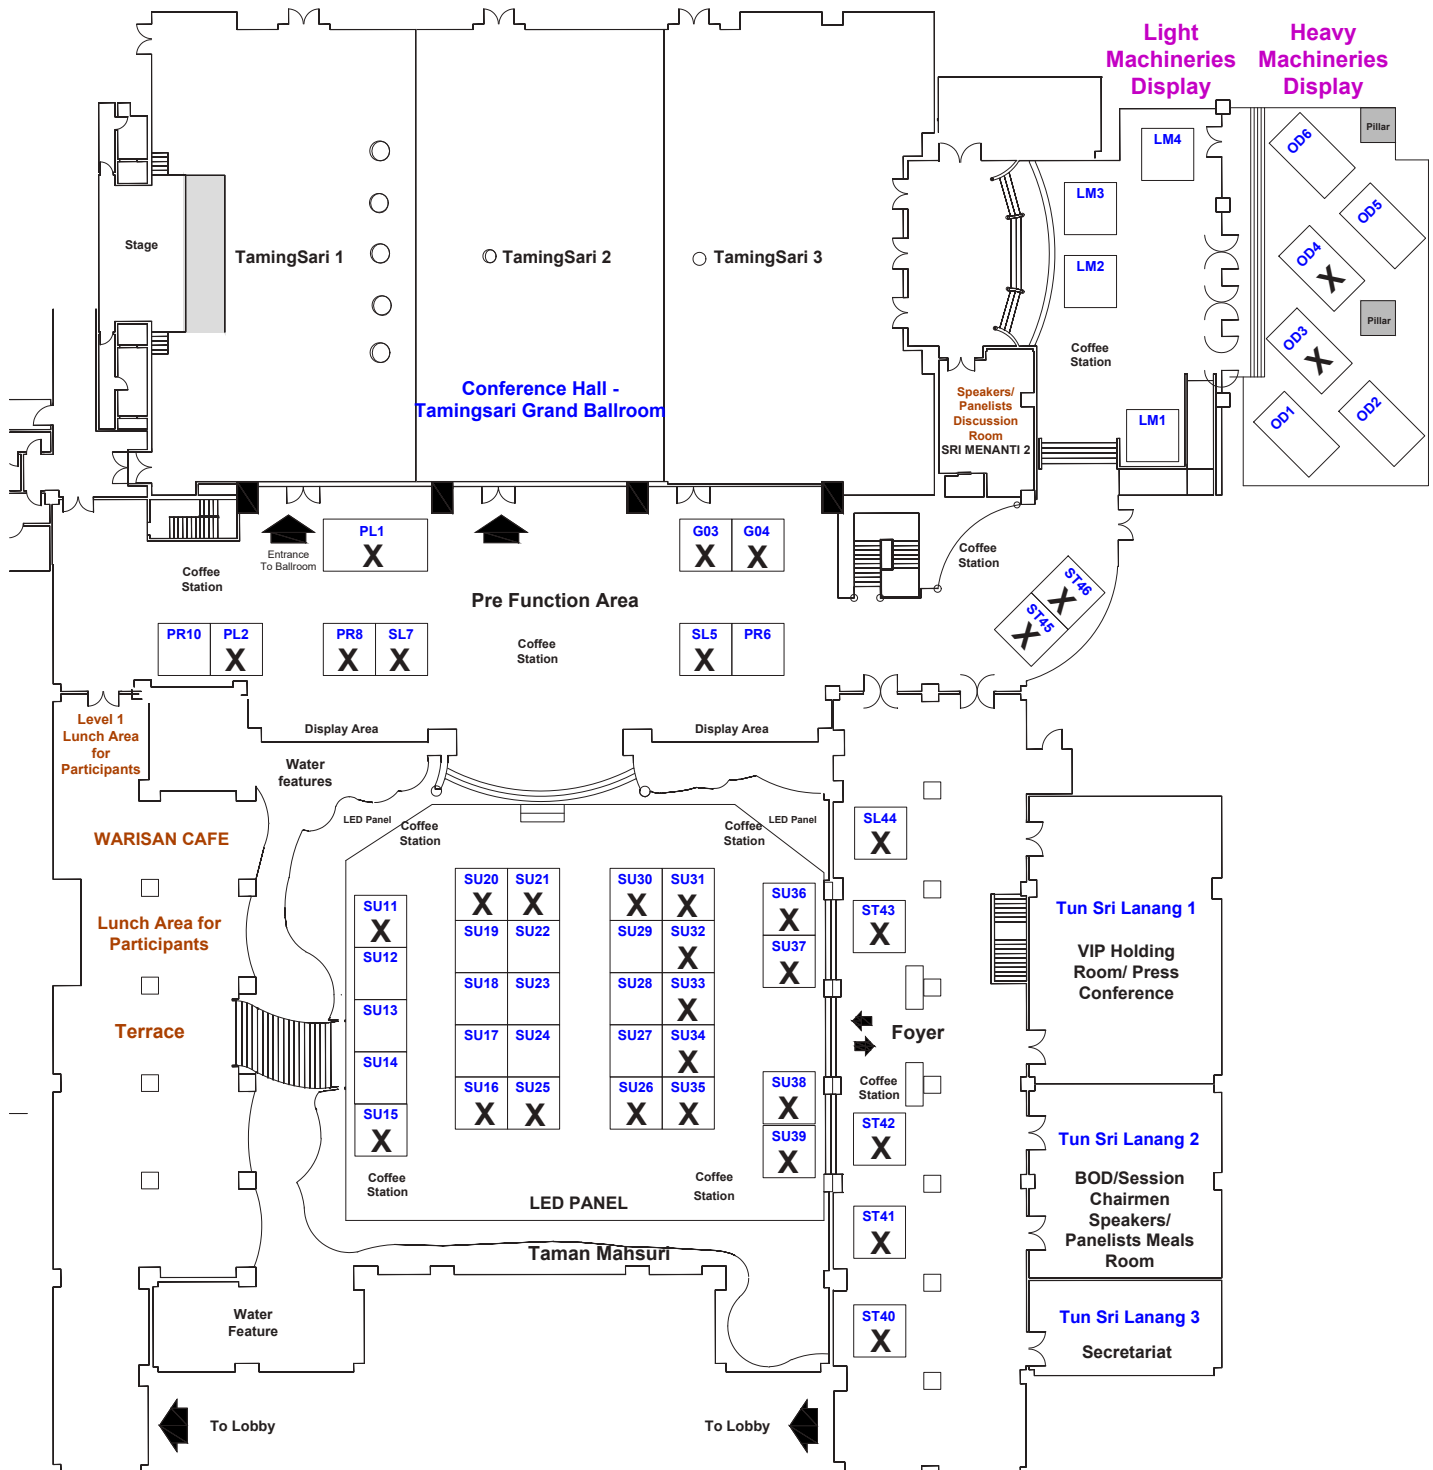 Light
Machineries
Display
Heavy
Machineries
Display
Pillar
OD6
LM4
LM3
OD5
Stage
TamingSari 1
TamingSari 2
TamingSari 3
OD4
X
LM2
Pillar
OD3
X
Coffee
Station
Conference Hall -
Tamingsari Grand Ballroom
Speakers/
Panelists
Discussion
Room
SRI MENANTI 2
LM1
OD1
OD2
PL1
X
G03
X
G04
X
Entrance
To Ballroom
Coffee
Station
Coffee
Station
Pre Function Area
ST46
X
ST45
X
PR10
PL2
X
PR8
X
SL7
X
Coffee
Station
SL5
X
PR6
Level 1
Lunch Area
for
Participants
Display Area
Display Area
Water
features
LED Panel
Coffee
Station
Coffee
Station
LED Panel
SL44
X
WARISAN CAFE
SU20
X
SU21
X
SU30
X
SU31
X
SU36
X
SU11
X
ST43
X
Lunch Area for
Participants
Tun Sri Lanang 1
VIP Holding
Room/ Press
Conference
SU19
SU22
SU29
SU32
X
SU37
X
SU12
SU18
SU23
SU28
SU33
X
SU13
Terrace
SU17
SU24
SU27
SU34
X
Foyer
SU14
SU16
X
SU25
X
SU26
X
SU35
X
SU38
X
Coffee
Station
SU15
X
SU39
X
ST42
X
Tun Sri Lanang 2
BOD/Session
Chairmen
Speakers/
Panelists Meals
Room
Coffee
Station
Coffee
Station
LED PANEL
ST41
X
Taman Mahsuri
Water
Feature
ST40
X
Tun Sri Lanang 3
Secretariat
To Lobby
To Lobby